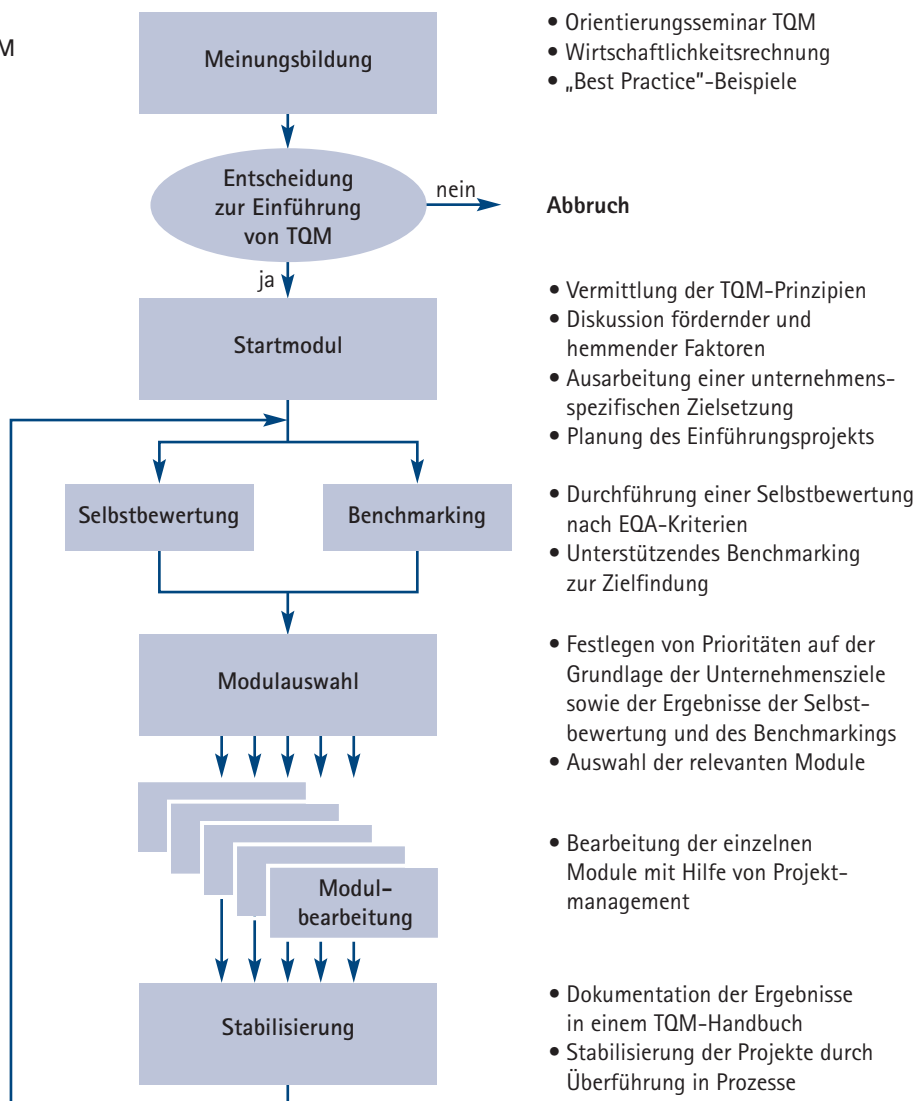 M
Meinungsbildung
• Orientierungsseminar TQM
• Wirtschaftlichkeitsrechnung
• „Best Practice”-Beispiele
Entscheidung
zur Einführung
von TQM
nein
Abbruch
ja
Startmodul
• Vermittlung der TQM-Prinzipien
• Diskussion fördernder und
hemmender Faktoren
• Ausarbeitung einer unternehmens-
spezifischen Zielsetzung
• Planung des Einführungsprojekts
Selbstbewertung
Benchmarking
• Durchführung einer Selbstbewertung
nach EQA-Kriterien
• Unterstützendes Benchmarking
zur Zielfindung
Modulauswahl
• Festlegen von Prioritäten auf der
Grundlage der Unternehmensziele
sowie der Ergebnisse der Selbst-
bewertung und des Benchmarkings
• Auswahl der relevanten Module
Modul-
bearbeitung
• Bearbeitung der einzelnen
Module mit Hilfe von Projekt-
management
Stabilisierung
• Dokumentation der Ergebnisse
in einem TQM-Handbuch
• Stabilisierung der Projekte durch
Überführung in Prozesse